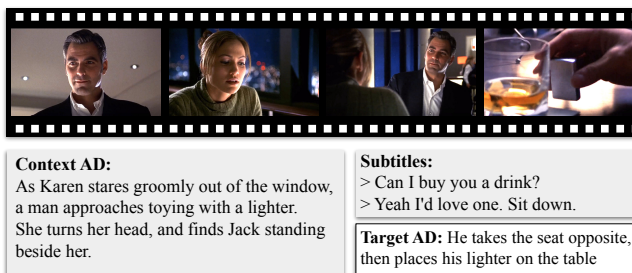 Context AD:
As Karen stares groomly out of the window,
a man approaches toying with a lighter.
She turns her head, and finds Jack standing
beside her.
Subtitles:
> Can I buy you a drink?
> Yeah I'd love one. Sit down.
Target AD: He takes the seat opposite,
then places his lighter on the table